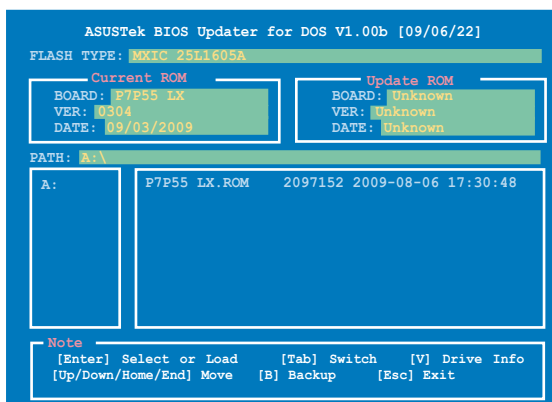 ASUSTek BIOS Updater for DOS V1.00b [09/06/22]
FLASH TYPE: MXIC 25L1605A
Current ROM
BOARD: P7P55 LX
VER: 0304
DATE: 09/03/2009
Update ROM
BOARD: Unknown
VER: Unknown
DATE: Unknown
PATH: A:\
A:
P7P55 LX.ROM 2097152 2009-08-06 17:30:48
Note
[Enter] Select or Load [Tab] Switch [V] Drive Info
[Up/Down/Home/End] Move [B] Backup [Esc] Exit